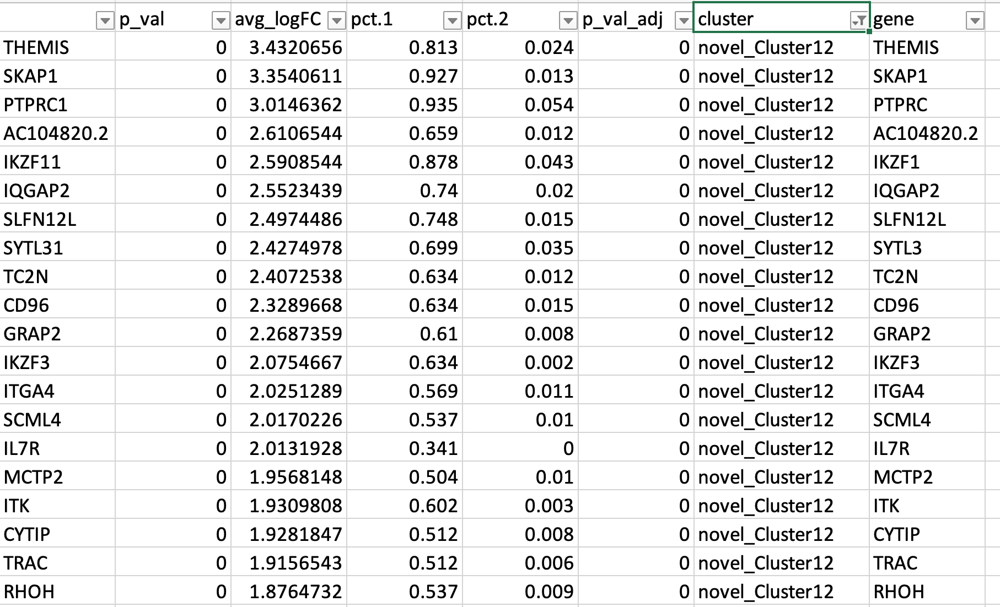 p_val avg_logFC pct.1 pct.2 p_val_adj cluster gene
THEMIS 0 3.4320656 0.813 0.024 0 novel_Cluster12 THEMIS
SKAP1 0 3.3540611 0.927 0.013 0 novel_Cluster12 SKAP1
PTPRC1 0 3.0146362 0.935 0.054 0 novel_Cluster12 PTPRC
AC104820.2 0 2.6106544 0.659 0.012 0 novel_Cluster12 AC104820.2
IKZF11 0 2.5908544 0.878 0.043 0 novel_Cluster12 IKZF1
IQGAP2 0 2.5523439 0.74 0.02 0 novel_Cluster12 IQGAP2
SLFN12L 0 2.4974486 0.748 0.015 0 novel_Cluster12 SLFN12L
SYTL31 0 2.4274978 0.699 0.035 0 novel_Cluster12 SYTL3
TC2N 0 2.4072538 0.634 0.012 0 novel_Cluster12 TC2N
CD96 0 2.3289668 0.634 0.015 0 novel_Cluster12 CD96
GRAP2 0 2.2687359 0.61 0.008 0 novel_Cluster12 GRAP2
IKZF3 0 2.0754667 0.634 0.002 0 novel_Cluster12 IKZF3
ITGA4 0 2.0251289 0.569 0.011 0 novel_Cluster12 ITGA4
SCML4 0 2.0170226 0.537 0.01 0 novel_Cluster12 SCML4
IL7R 0 2.0131928 0.341 0 0 novel_Cluster12 IL7R
MCTP2 0 1.9568148 0.504 0.01 0 novel_Cluster12 MCTP2
ITK 0 1.9309808 0.602 0.003 0 novel_Cluster12 ITK
CYTIP 0 1.9281847 0.512 0.008 0 novel_Cluster12 CYTIP
TRAC 0 1.9156543 0.512 0.006 0 novel_Cluster12 TRAC
RHOH 0 1.8764732 0.537 0.009 0 novel_Cluster12 RHOH